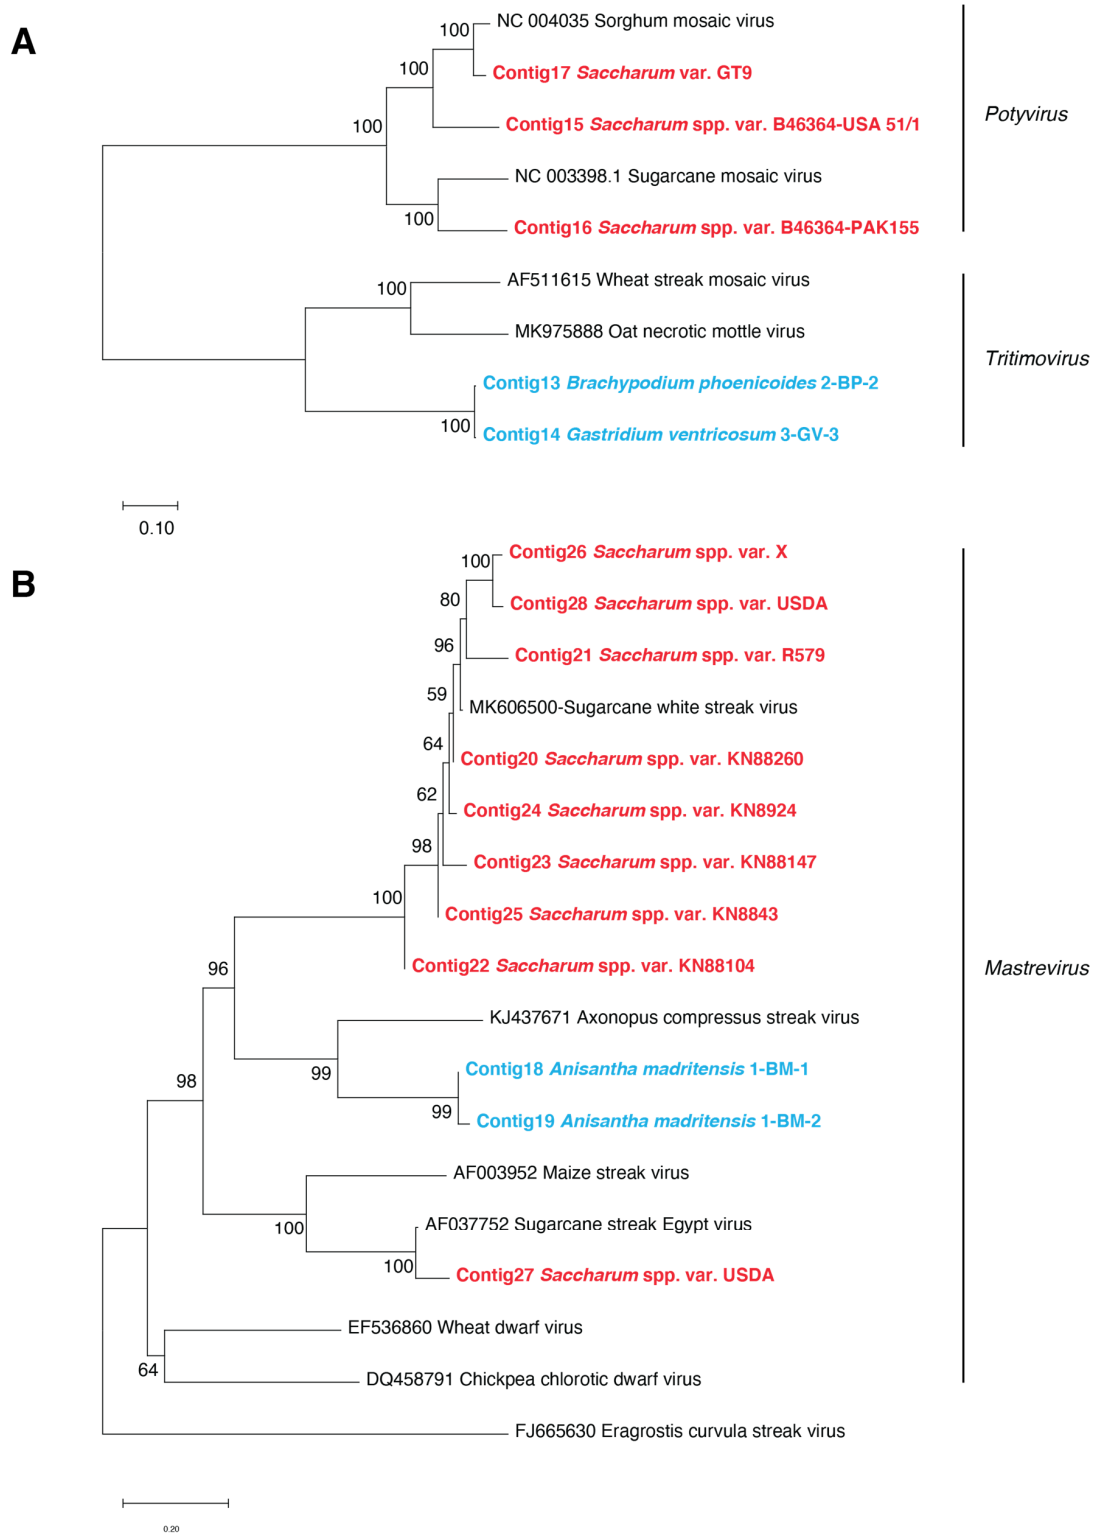 A
100
NC 004035 Sorghum mosaic virus
100
Contig17 Saccharum var. GT9
100
Contig15 Saccharum spp. var. B46364-USA 51/1
Potyvirus
NC 003398.1 Sugarcane mosaic virus
100
Contig16 Saccharum spp. var. B46364-PAK155
100
AF511615 Wheat streak mosaic virus
MK975888 Oat necrotic mottle virus
Tritimovirus
Contig13 Brachypodium phoenicoides 2-BP-2
100
Contig14 Gastridium ventricosum 3-GV-3
0.10
B
100
Contig26 Saccharum spp. var. X
80
Contig28 Saccharum spp. var. USDA
96
Contig21 Saccharum spp. var. R579
59
MK606500-Sugarcane white streak virus
64
Contig20 Saccharum spp. var. KN88260
62
Contig24 Saccharum spp. var. KN8924
98
Contig23 Saccharum spp. var. KN88147
100
Contig25 Saccharum spp. var. KN8843
96
Contig22 Saccharum spp. var. KN88104
Mastrevirus
KJ437671 Axonopus compressus streak virus
99
Contig18 Anisantha madritensis 1-BM-1
98
99
Contig19 Anisantha madritensis 1-BM-2
AF003952 Maize streak virus
100
AF037752 Sugarcane streak Egypt virus
100
Contig27 Saccharum spp. var. USDA
EF536860 Wheat dwarf virus
64
DQ458791 Chickpea chlorotic dwarf virus
FJ665630 Eragrostis curvula streak virus
0.20